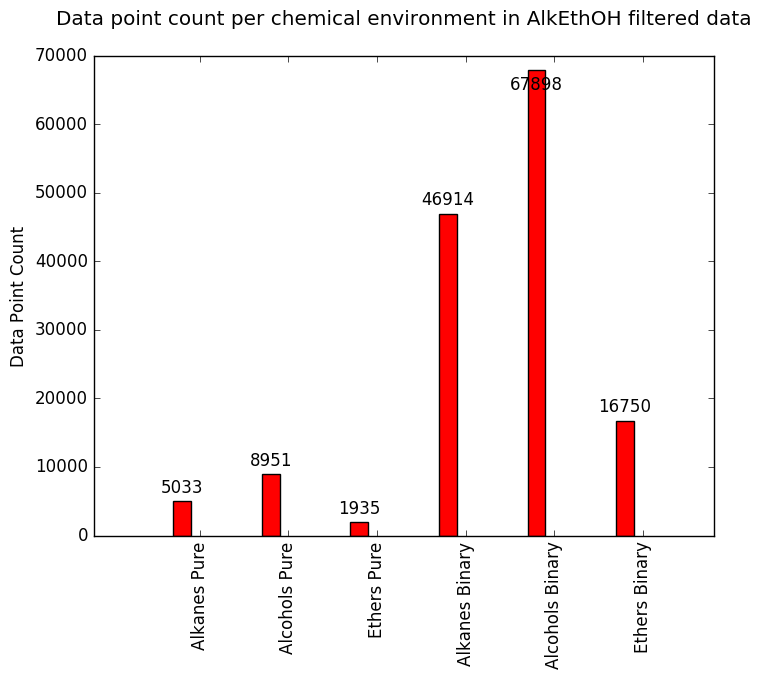 Data point count per chemical environment in AlkEthOH filtered data
Data Point Count
70000
60000
50000
40000
30000
20000
10000
0
5033
8951
1935
46914
67898
16750
Alkanes Pure
Alcohols Pure
Ethers Pure
Alkanes Binary
Alcohols Binary
Ethers Binary